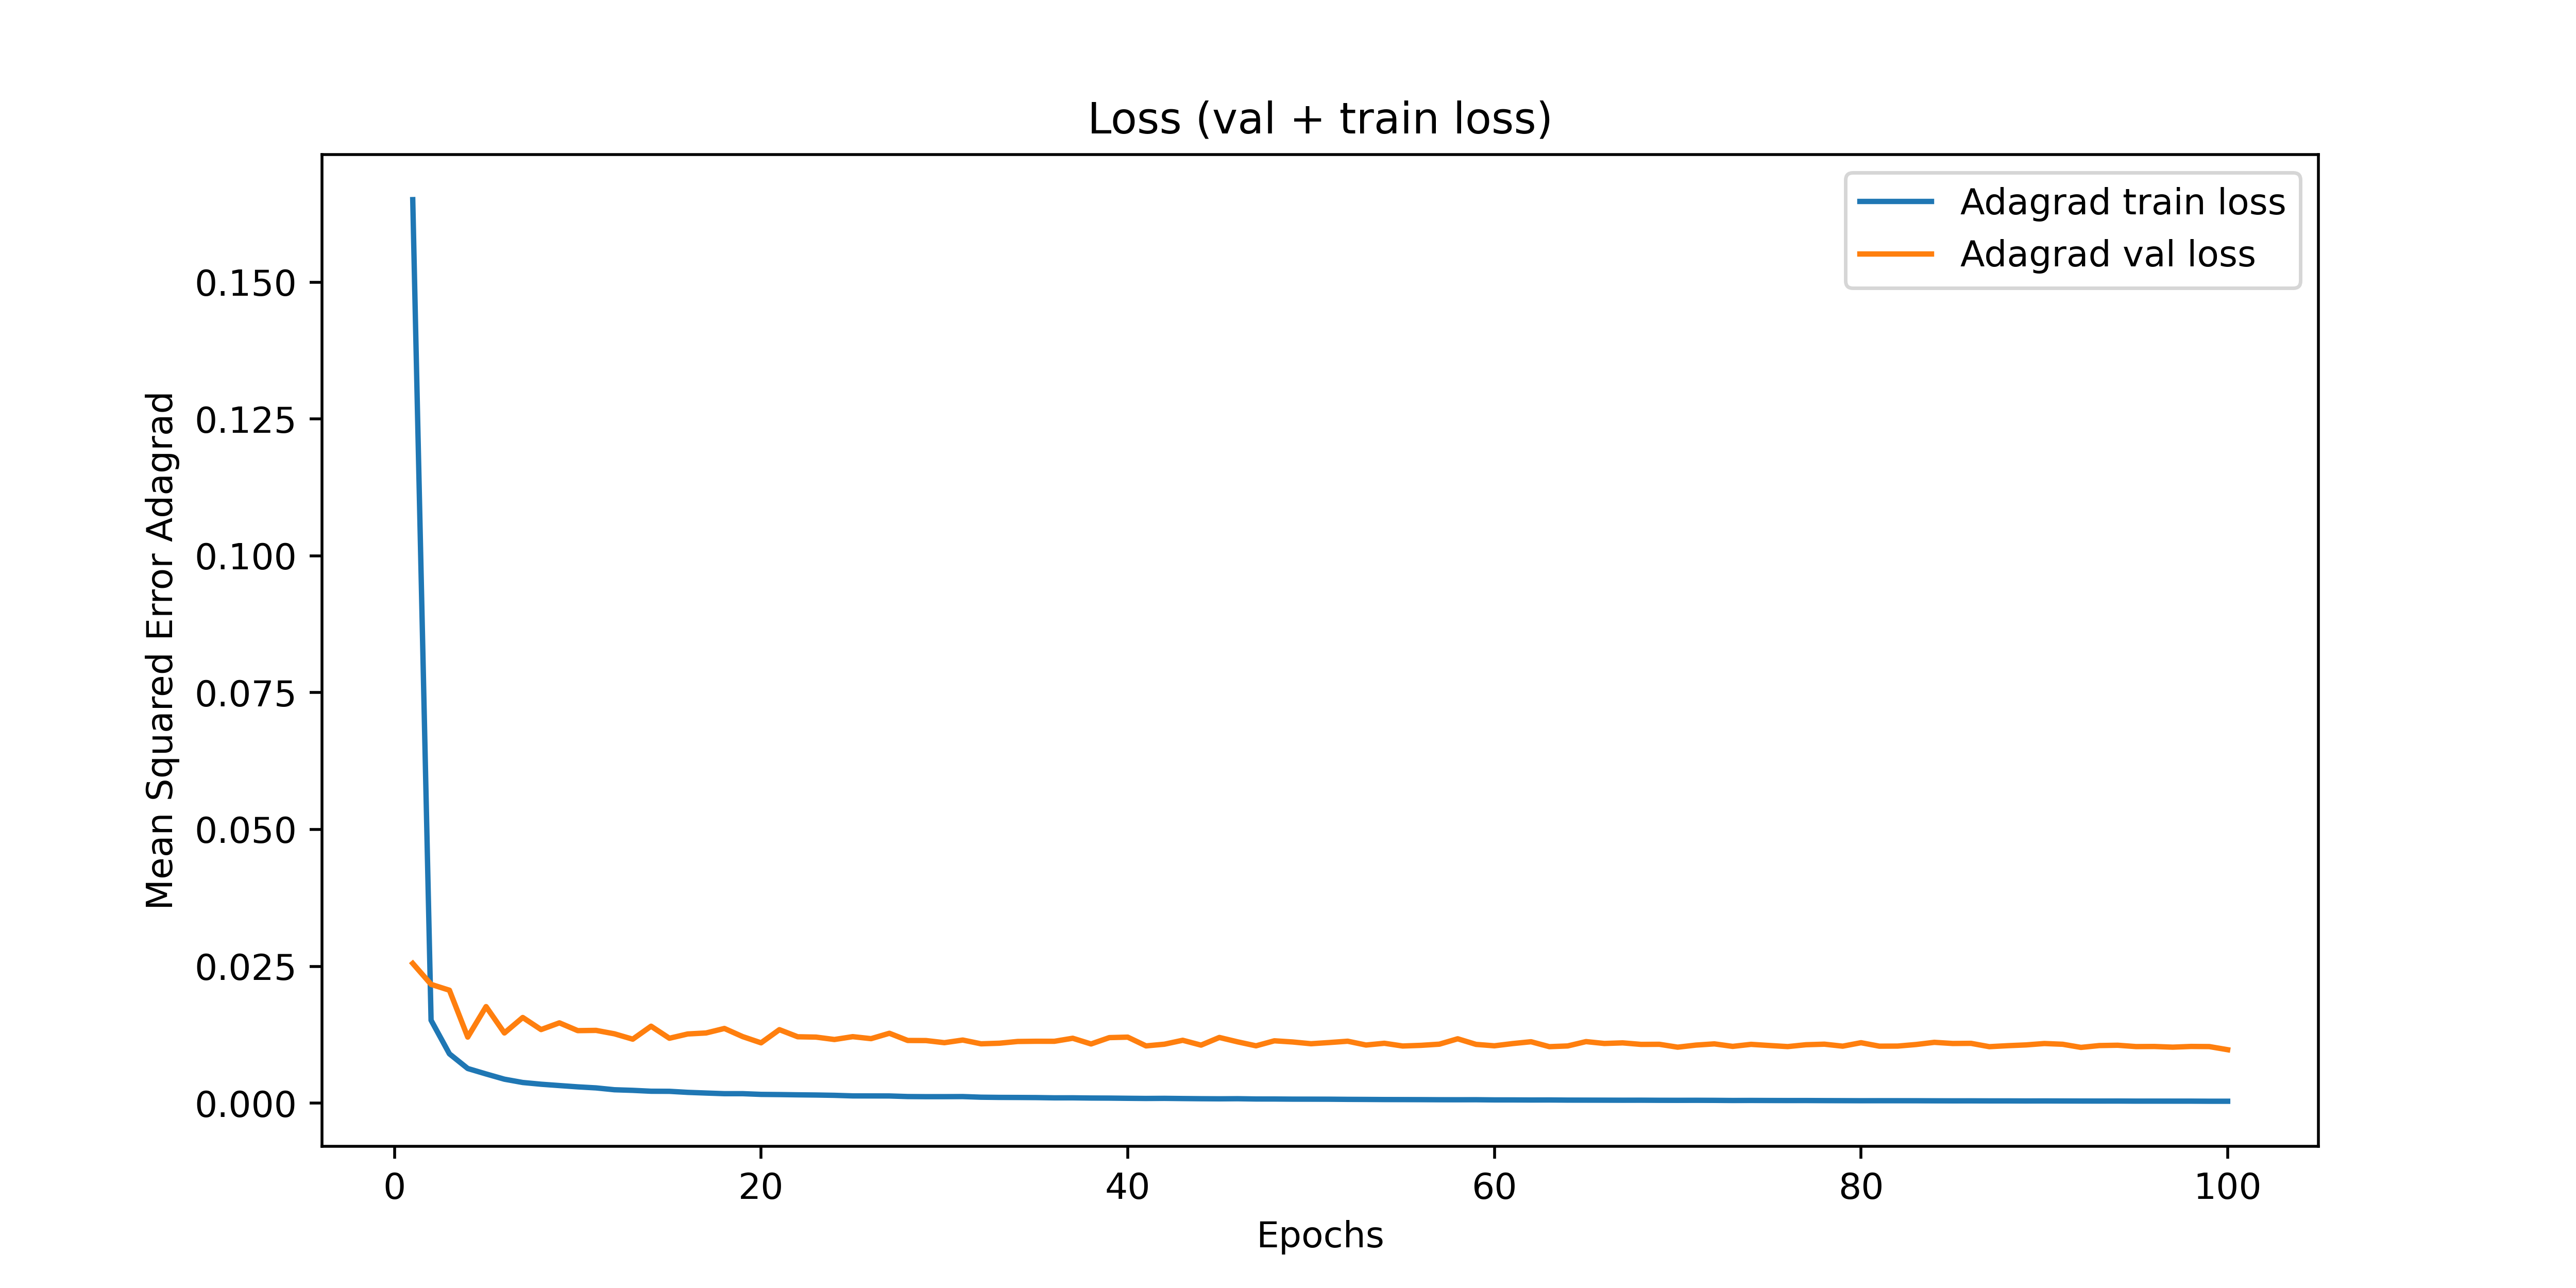 Loss (val + train loss)
Adagrad train loss
Adagrad val loss
Mean Squared Error Adagrad
0.150
0.125
0.100
0.075
0.050
0.025
0.000
0 20 40 60 80 100
Epochs